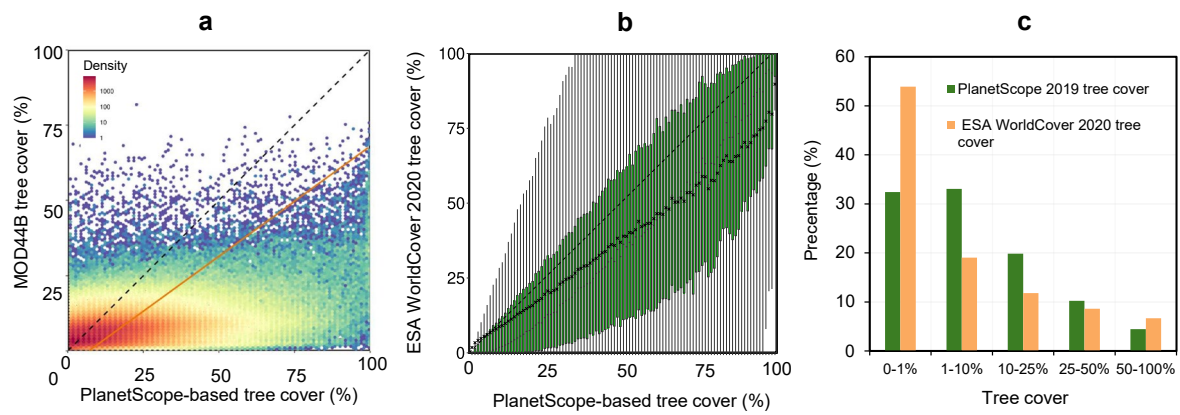 a
b
c
100
75
50
25
0
MOD44B tree
cover (%)
Density
1000
100
10
1
0
25
50
75
100
PlanetScope-based tree cover (%)
ESA WorldCover 2020 tree cover (%)
100
75
50
25
0
0
25
50
75
100
PlanetScope-based tree cover (%)
Precentage (%)
60
50
40
30
20
10
0
PlanetScope 2019 tree cover
ESA WorldCover 2020 tree
cover
0-1%
1-10%
10-25%
25-50%
50-100%
Tree cover